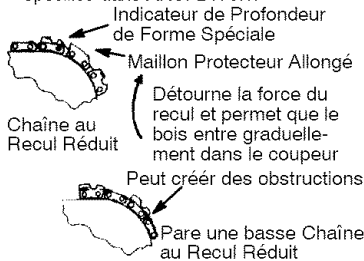 Indicateur de Profondeur
de Forme Spéciale
Maillon Protecteur Allongé
Détourne la force du
recul et permet que le
bois entre graduelle-
ment dans le coupeur
Chaîne au
Recul Réduit
Peut créér des obstructions
Pare une basse Chaîne
au Recul Réduit